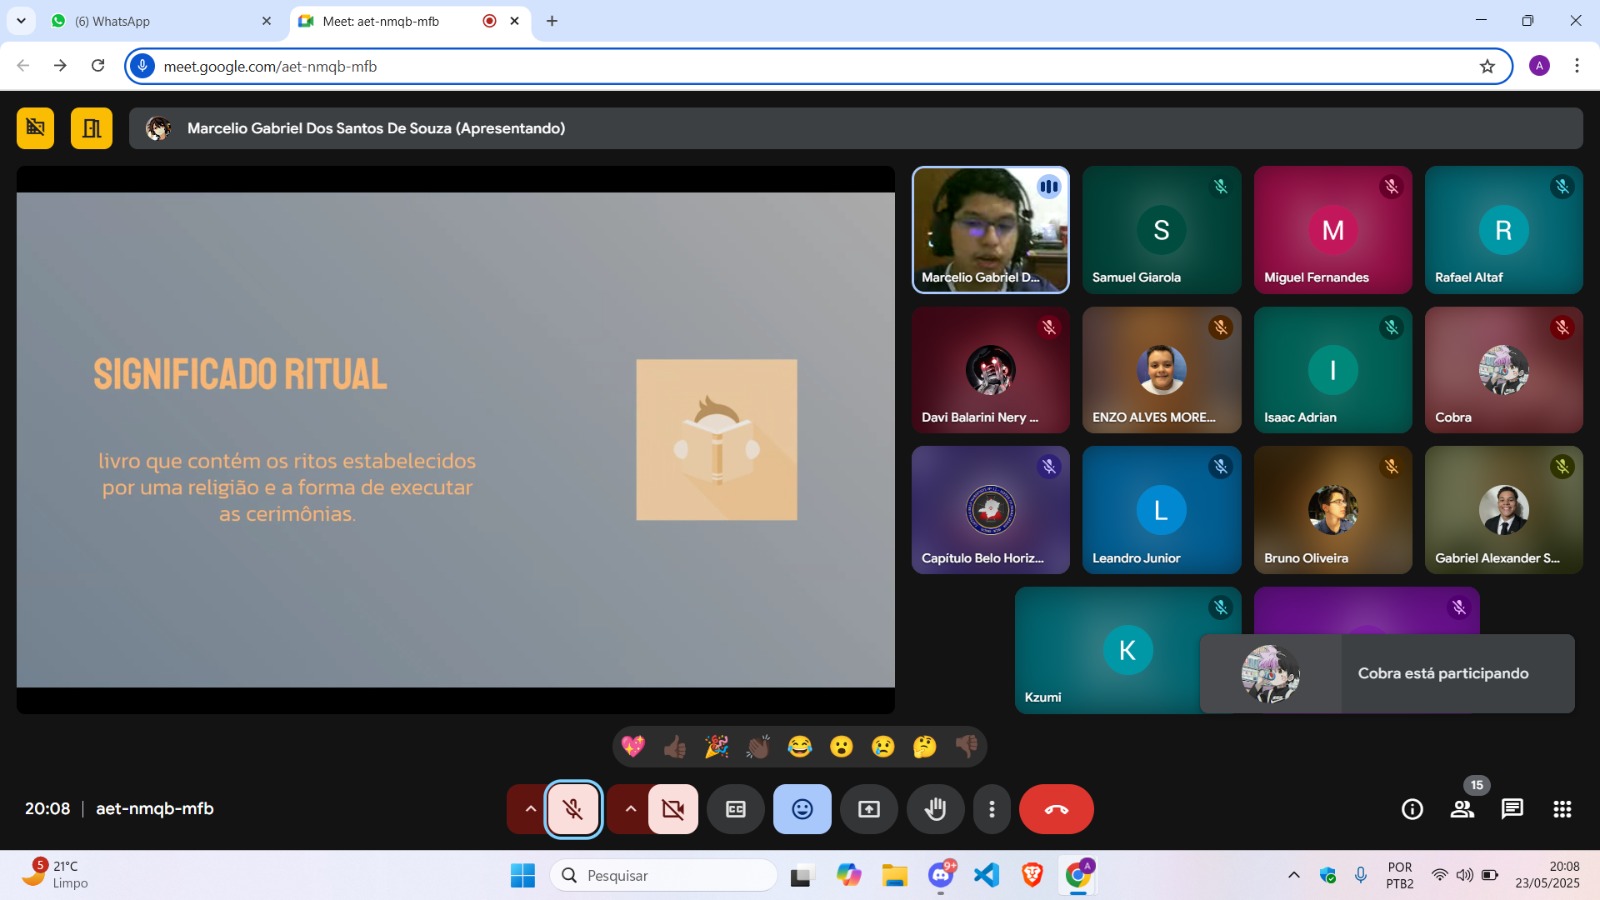 (6) WhatsApp
Meet: aet-nmqb-mfb
meet.google.com/aet-nmqb-mfb
A
Marcelio Gabriel Dos Santos De Souza (Apresentando)
SIGNIFICADO RITUAL
livro que contém os ritos estabelecidos
por uma religião e a forma de executar
as cerimônias.
Marcelio Gabriel D...
S
Samuel Giarola
M
Miguel Fernandes
R
Rafael Altaf
Davi Balarini Nery ...
ENZO ALVES MORE...
I
Isaac Adrian
Cobra
Capítulo Belo Horiz...
L
Leandro Junior
Bruno Oliveira
Gabriel Alexander S...
K
Kzumi
Cobra está participando
20:08 | aet-nmqb-mfb
15
5
21°C
Limpo
Pesquisar
9+
A
POR
PTB2
20:08
23/05/2025